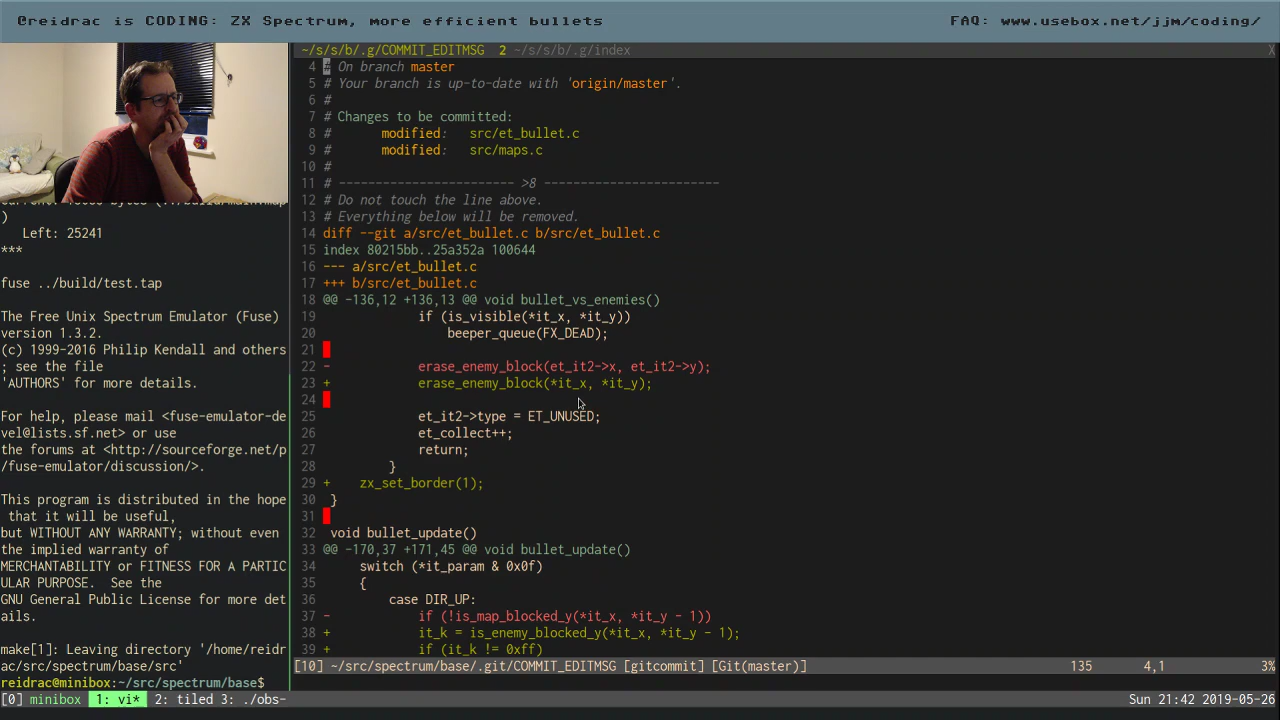 @reidrac is CODING: ZX Spectrum, more efficient bullets
FAQ: www.usebox.net/jjm/coding/
)
   Left: 25241
***
fuse ../build/test.tap
The Free Unix Spectrum Emulator (Fuse)
version 1.3.2.
(c) 1999-2016 Philip Kendall and others
; see the file
'AUTHORS' for more details.
For help, please mail <fuse-emulator-de
vel@lists.sf.net> or use
the forums at <http://sourceforge.net/p
/fuse-emulator/discussion/>.
This program is distributed in the hope
 that it will be useful,
but WITHOUT ANY WARRANTY; without even
the implied warranty of
MERCHANTABILITY or FITNESS FOR A PARTIC
ULAR PURPOSE.  See the
GNU General Public License for more det
ails.
make[1]: Leaving directory '/home/reidr
ac/src/spectrum/base/src'
reidrac@minibox:~/src/spectrum/base$
~/s/s/b/.g/COMMIT_EDITMSG  2 ~/s/s/b/.g/index X
4 # On branch master
5 # Your branch is up-to-date with 'origin/master'.
6 #
7 # Changes to be committed:
8 #       modified:   src/et_bullet.c
9 #       modified:   src/maps.c
10 #
11 # ------------------------ >8 ------------------------
12 # Do not touch the line above.
13 # Everything below will be removed.
14 diff --git a/src/et_bullet.c b/src/et_bullet.c
15 index 80215bb..25a352a 100644
16 --- a/src/et_bullet.c
17 +++ b/src/et_bullet.c
18 @@ -136,12 +136,13 @@ void bullet_vs_enemies()
19             if (is_visible(*it_x, *it_y))
20                 beeper_queue(FX_DEAD);
21
22 -            erase_enemy_block(et_it2->x, et_it2->y);
23 +            erase_enemy_block(*it_x, *it_y);
24
25             et_it2->type = ET_UNUSED;
26             et_collect++;
27             return;
28         }
29 +    zx_set_border(1);
30 }
31
32 void bullet_update()
33 @@ -170,37 +171,45 @@ void bullet_update()
34     switch (*it_param & 0x0f)
35     {
36         case DIR_UP:
37 -            if (!is_map_blocked_y(*it_x, *it_y - 1))
38 +            it_k = is_enemy_blocked_y(*it_x, *it_y - 1);
39 +            if (it_k != 0xff)
[10] ~/src/spectrum/base/.git/COMMIT_EDITMSG [gitcommit] [Git(master)] 135 4,1 3%
[0] minibox  1: vi*  2: tiled 3: ./obs- Sun 21:42 2019-05-26